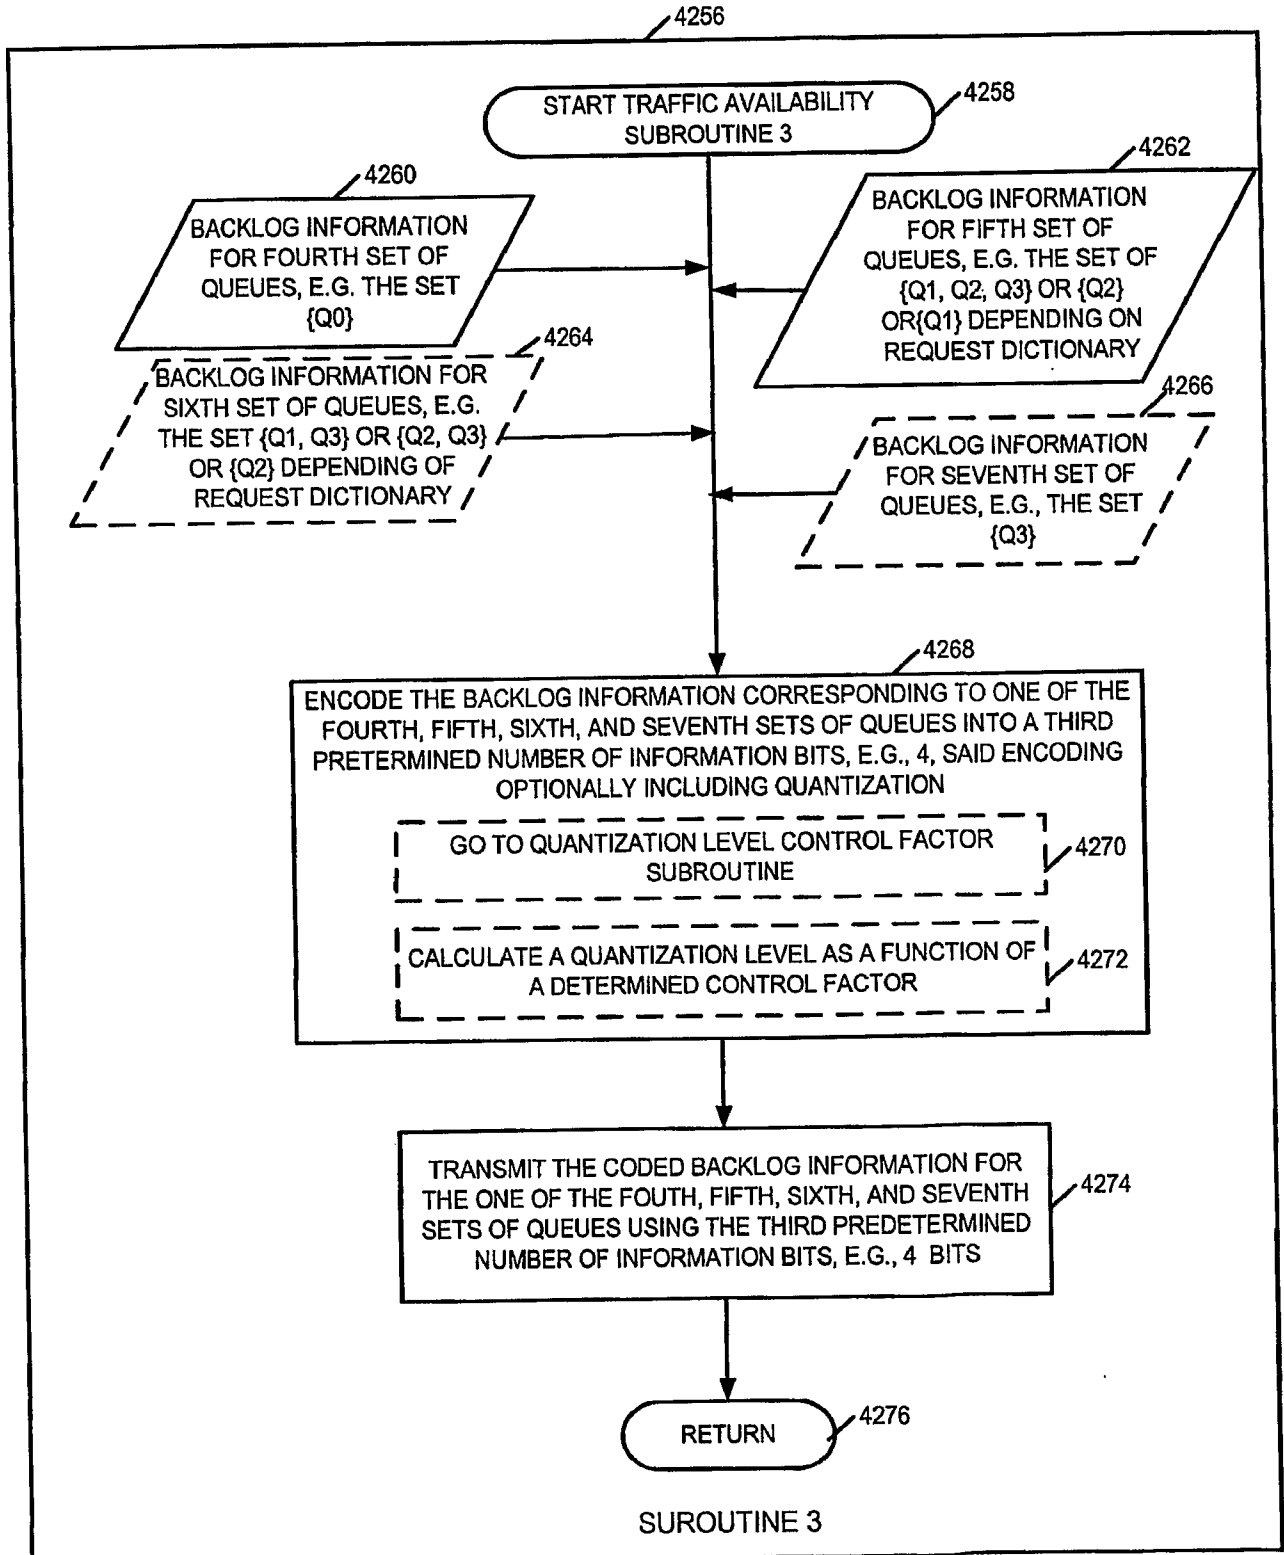 4256
START TRAFFIC AVAILABILITY
SUBROUTINE 3
4258
4260
BACKLOG INFORMATION
FOR FOURTH SET OF
QUEUES, E.G. THE SET
{Q0}
4262
BACKLOG INFORMATION
FOR FIFTH SET OF
QUEUES, E.G. THE SET OF
{Q1, Q2, Q3} OR {Q2}
OR{Q1} DEPENDING ON
REQUEST DICTIONARY
4264
BACKLOG INFORMATION FOR
SIXTH SET OF QUEUES, E.G.
THE SET {Q1, Q3} OR {Q2, Q3}
OR {Q2} DEPENDING OF
REQUEST DICTIONARY
4266
BACKLOG INFORMATION
FOR SEVENTH SET OF
QUEUES, E.G., THE SET
{Q3}
4268
ENCODE THE BACKLOG INFORMATION CORRESPONDING TO ONE OF THE
FOURTH, FIFTH, SIXTH, AND SEVENTH SETS OF QUEUES INTO A THIRD
PRETERMINED NUMBER OF INFORMATION BITS, E.G., 4, SAID ENCODING
OPTIONALLY INCLUDING QUANTIZATION
GO TO QUANTIZATION LEVEL CONTROL FACTOR
SUBROUTINE
4270
CALCULATE A QUANTIZATION LEVEL AS A FUNCTION OF
A DETERMINED CONTROL FACTOR
4272
TRANSMIT THE CODED BACKLOG INFORMATION FOR
THE ONE OF THE FOUTH, FIFTH, SIXTH, AND SEVENTH
SETS OF QUEUES USING THE THIRD PREDETERMINED
NUMBER OF INFORMATION BITS, E.G., 4 BITS
4274
RETURN
4276
SUROUTINE 3